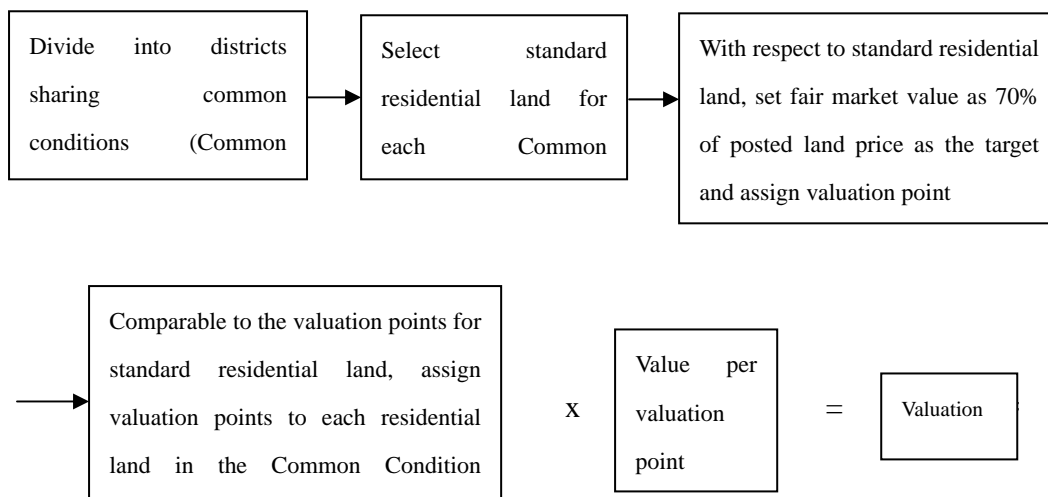 Divide into districts
sharing common
conditions (Common
Select standard
residential land for
each Common
With respect to standard residential
land, set fair market value as 70%
of posted land price as the target
and assign valuation point
Comparable to the valuation points for
standard residential land, assign
valuation points to each residential
land in the Common Condition
x
Value per
valuation
point
=
Valuation